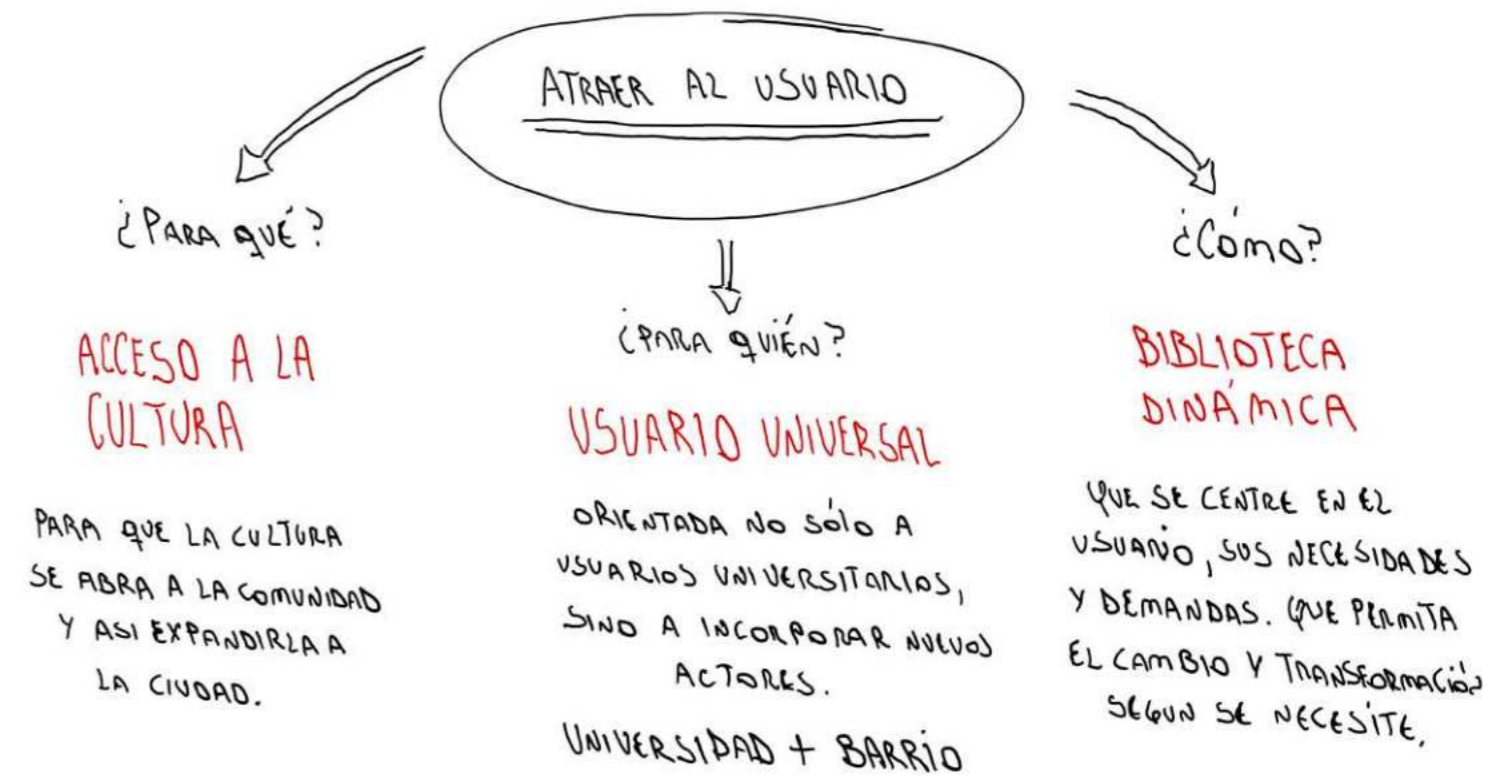 ATRAER AL USUARIO
¿PARA QUÉ?
ACCESO A LA
CULTURA
PARA QUE LA CULTURA
SE ABRA A LA COMUNIDAD
Y ASI EXPANDIRLA A
LA CIUDAD.
¿PARA QUIÉN?
USUARIO UNIVERSAL
ORIENTADA NO SÓLO A
USUARIOS UNIVERSITARIOS,
SINO A INCORPORAR NUEVOS
ACTORES.
UNIVERSIDAD + BARRIO
¿CÓMO?
BIBLIOTECA
DINÁMICA
QUE SE CENTRE EN EL
USUARIO, SUS NECESIDADES
Y DEMANDAS. QUE PERMITA
EL CAMBIO Y TRANSFORMACIÓN
SEGUN SE NECESITE.